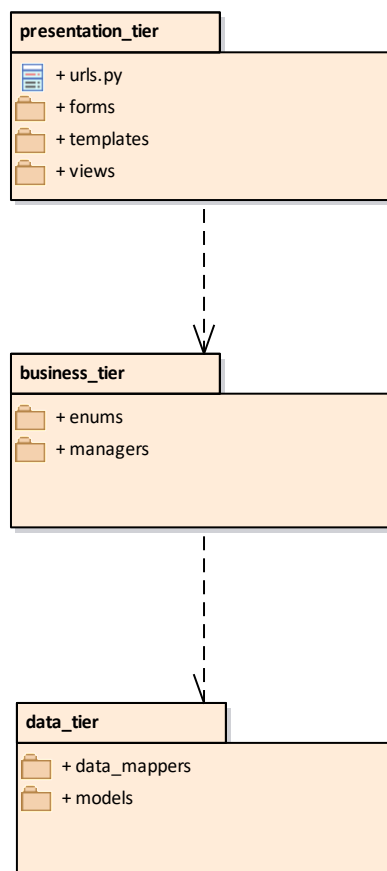 presentation_tier
+ urls.py
+ forms
+ templates
+ views
business_tier
+ enums
+ managers
data_tier
+ data_mappers
+ models